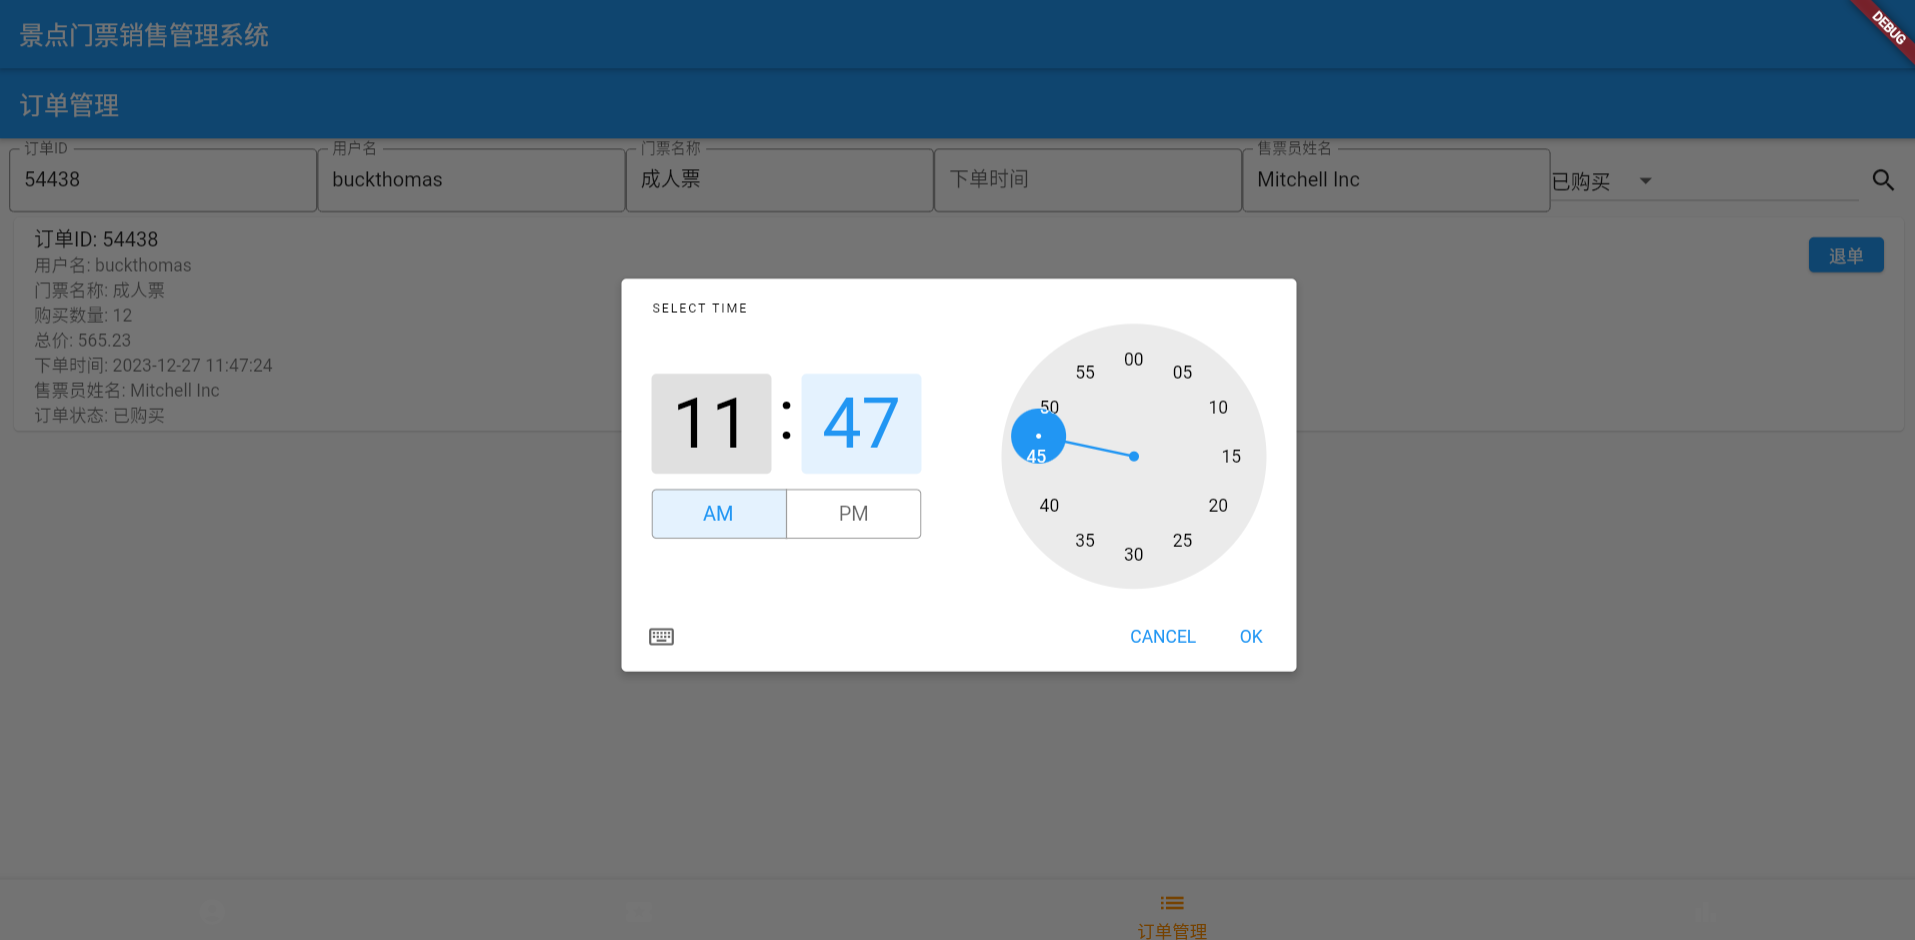 景点门票销售管理系统
DEBUG
订单管理
订单ID
54438
用户名
buckthomas
门票名称
成人票
下单时间
售票员姓名
Mitchell Inc
已购买
订单ID: 54438
用户名: buckthomas
门票名称: 成人票
购买数量: 12
总价: 565.23
下单时间: 2023-12-27 11:47:24
售票员姓名: Mitchell Inc
订单状态: 已购买
退单
SELECT TIME
11 : 47
AM PM
00
05
10
15
20
25
30
35
40
45
50
55
CANCEL OK
订单管理